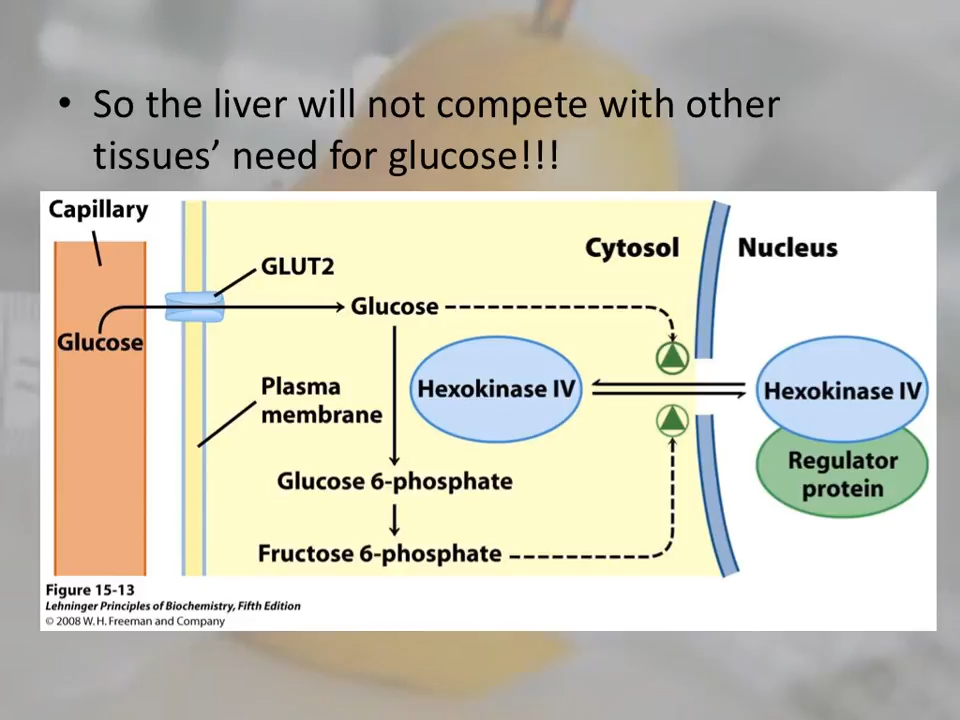 • So the liver will not compete with other
tissues’ need for glucose!!!
Capillary
Cytosol
Nucleus
GLUT2
Glucose
Glucose
Plasma
membrane
Hexokinase IV
Hexokinase IV
Regulator
protein
Glucose 6-phosphate
Fructose 6-phosphate
Figure 15-13
Lehninger Principles of Biochemistry, Fifth Edition
© 2008 W. H. Freeman and Company